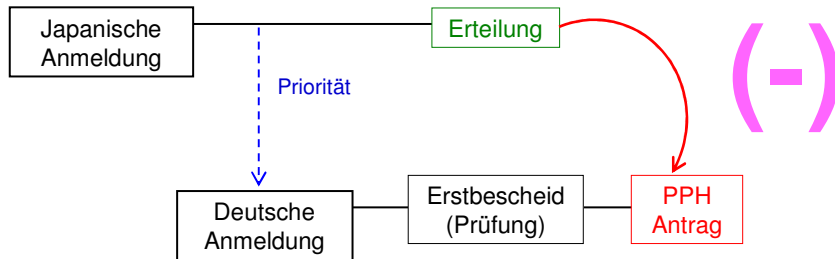 Japanische
Anmeldung
Erteilung
(-)
Priorität
Deutsche
Anmeldung
Erstbescheid
(Prüfung)
PPH
Antrag